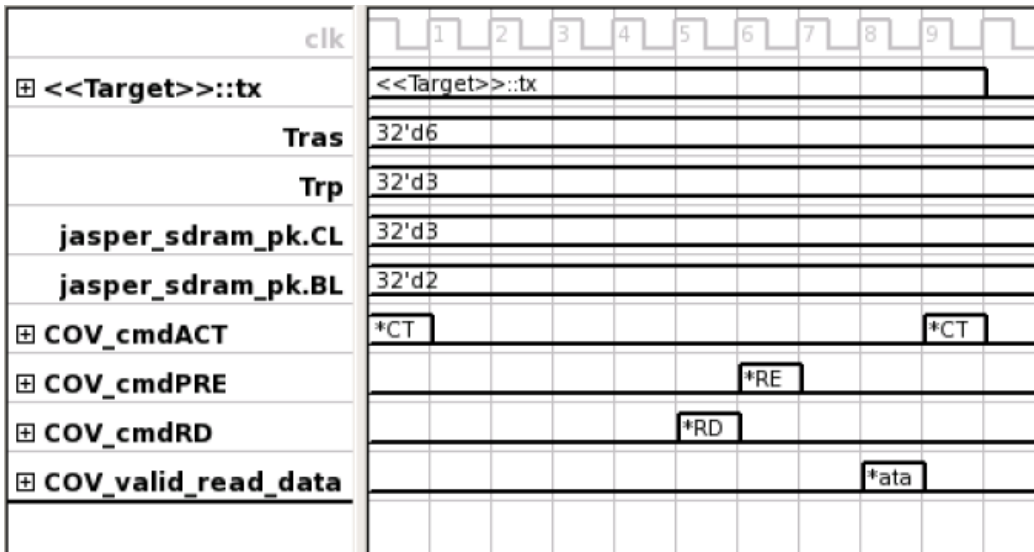 clk 1 2 3 4 5 6 7 8 9
<<Target>>::tx <<Target>>::tx
Tras 32'd6
Trp 32'd3
jasper_sdram_pk.CL 32'd3
jasper_sdram_pk.BL 32'd2
COV_cmdACT *CT *CT
COV_cmdPRE *RE
COV_cmdRD *RD
COV_valid_read_data *ata